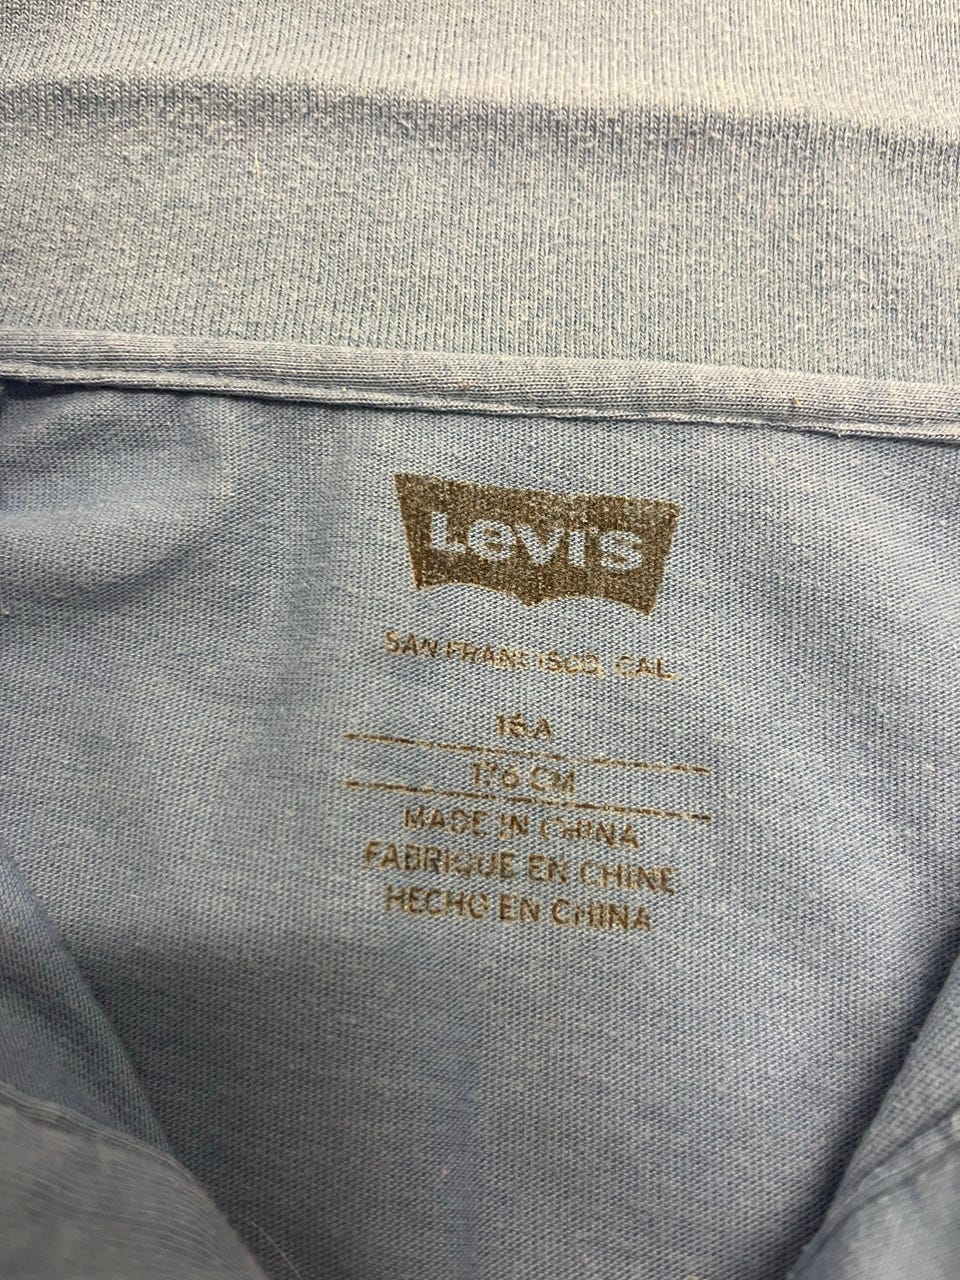 Levi's
SAN FRANCISCO, CAL.
16A
176 CM
MADE IN CHINA
FABRIQUE EN CHINE
HECHO EN CHINA